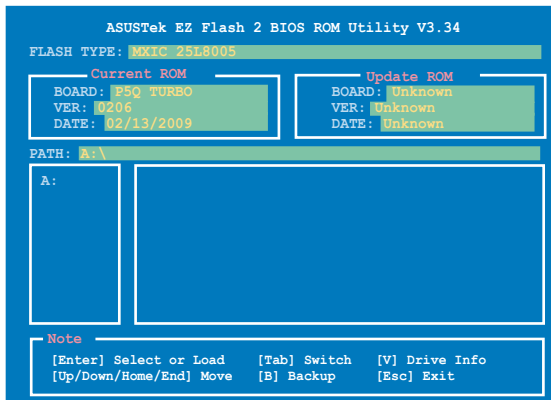 ASUSTek EZ Flash 2 BIOS ROM Utility V3.34
FLASH TYPE: MXIC 25L8005
Current ROM
BOARD: P5Q TURBO
VER: 0206
DATE: 02/13/2009
Update ROM
BOARD: Unknown
VER: Unknown
DATE: Unknown
PATH: A:\
A:
Note
[Enter] Select or Load [Tab] Switch [V] Drive Info
[Up/Down/Home/End] Move [B] Backup [Esc] Exit